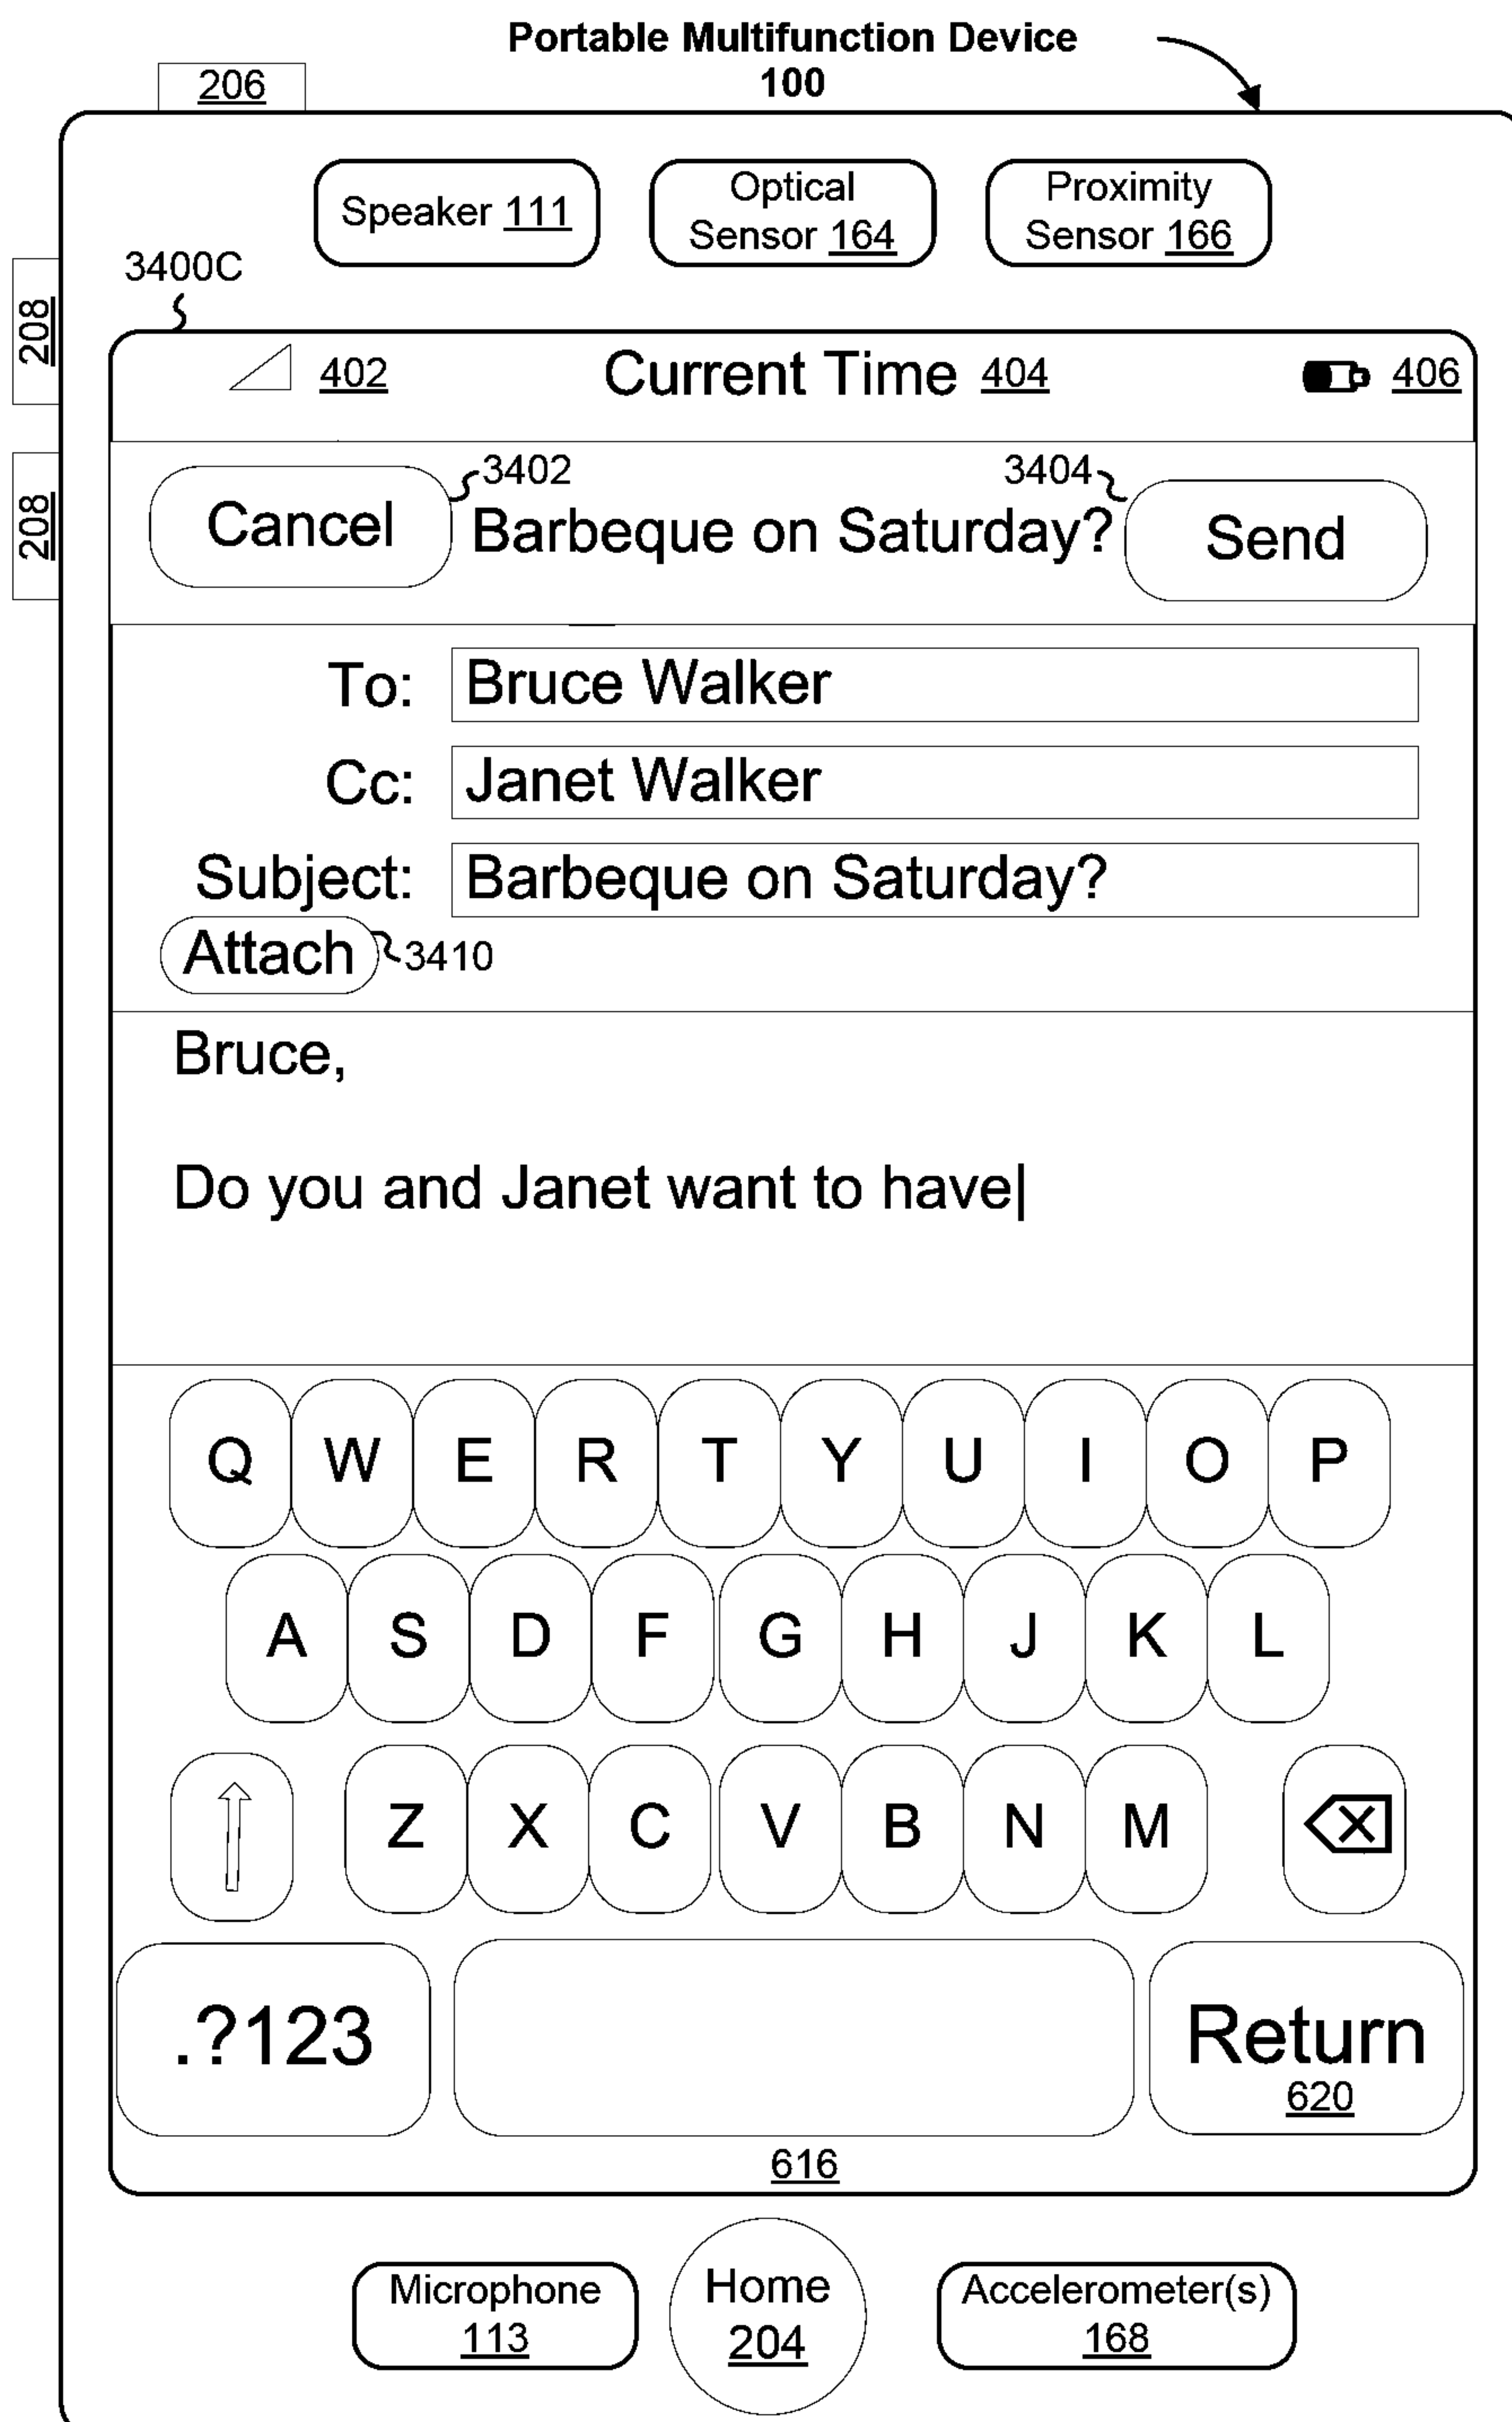 Portable Multifunction Device
100
206
Speaker 111
Optical
Sensor 164
Proximity
Sensor 166
3400C
208
208
402
Current Time 404
406
Cancel
3402
Barbeque on Saturday?
3404
Send
To:
Bruce Walker
Cc:
Janet Walker
Subject:
Barbeque on Saturday?
Attach
3410
Bruce,
Do you and Janet want to have
Q W E R T Y U I O P
A S D F G H J K L
Z X C V B N M
.?123
Return
620
616
Microphone
113
Home
204
Accelerometer(s)
168